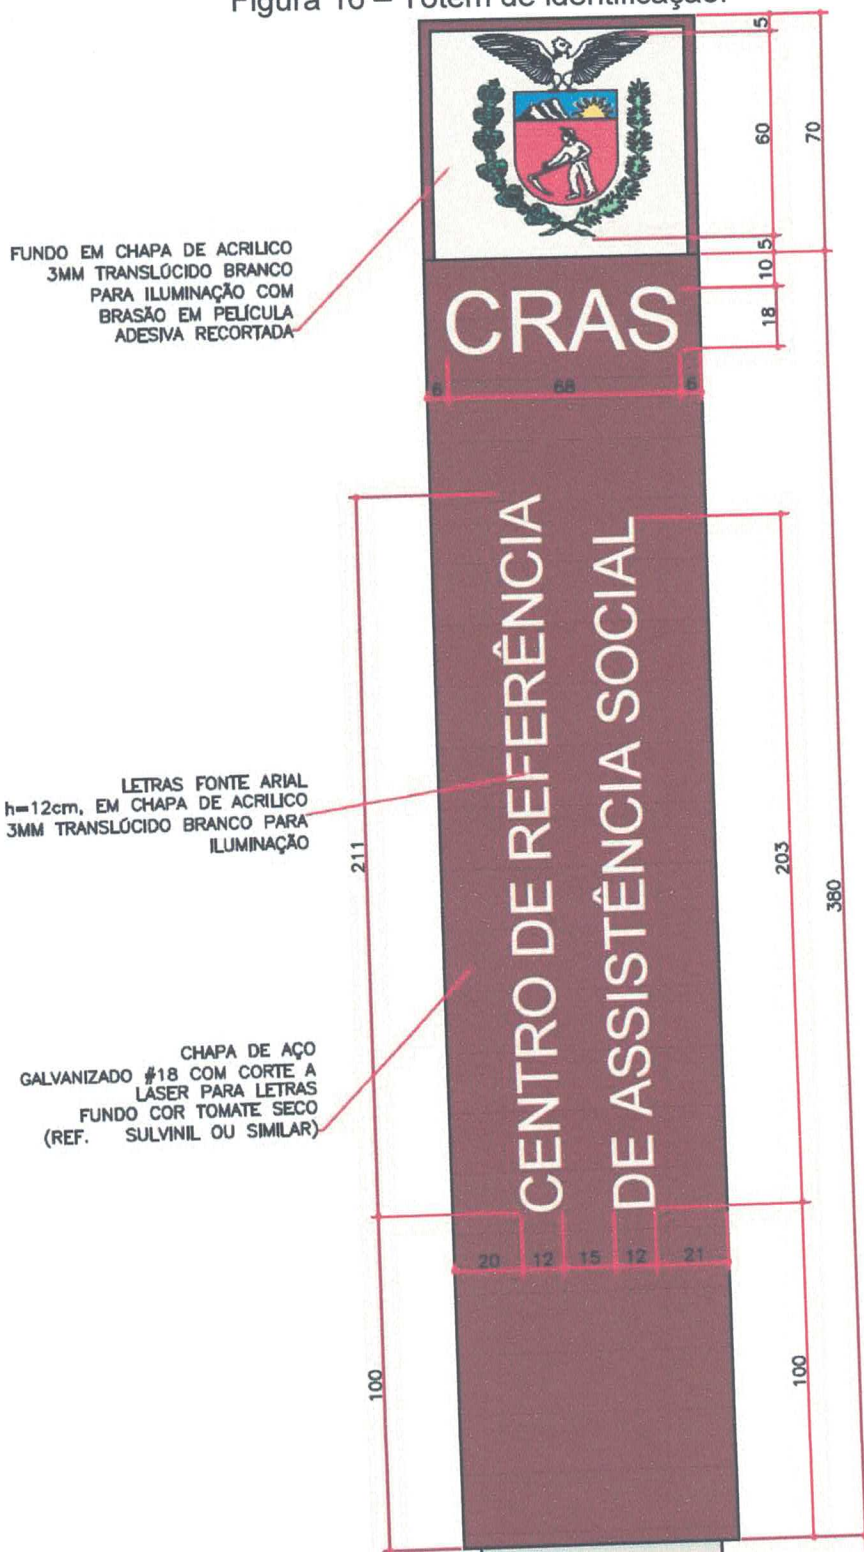 Figura 10 – Totem de identificação.
5
60
70
5
10
18
FUNDO EM CHAPA DE ACRILICO
3MM TRANSLÚCIDO BRANCO
PARA ILUMINAÇÃO COM
BRASÃO EM PELÍCULA
ADESIVA RECORTADA
CRAS
6
68
6
CENTRO DE REFERÊNCIA
DE ASSISTÊNCIA SOCIAL
LETRAS FONTE ARIAL
h=12cm, EM CHAPA DE ACRILICO
3MM TRANSLÚCIDO BRANCO PARA
ILUMINAÇÃO
211
203
380
CHAPA DE AÇO
GALVANIZADO #18 COM CORTE A
LASER PARA LETRAS
FUNDO COR TOMATE SECO
(REF. SULVINIL OU SIMILAR)
20 12 15 12 21
100
100